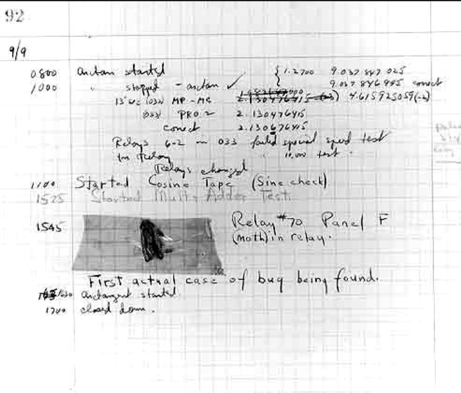 92
9/9
0800 antan started
1000 " stopped - antan ✓ { 1.2700 9.037 847 025
9.037 846 995 correct
13"uc (032) MP - MC 2.130476415 4.615925059(-2)
(033) PRO 2 2.130476415
correct 2.130676415
Relays 6-2 in 033 failed special speed test
in Relay " 10.000 test.
Relays changed
1100 Started Cosine Tape (Sine check)
1525 Started Mult+Adder Test.
1545 Relay #70 Panel F
(Moth) in relay.
First actual case of bug being found.
1630 antangent started.
1700 closed down.